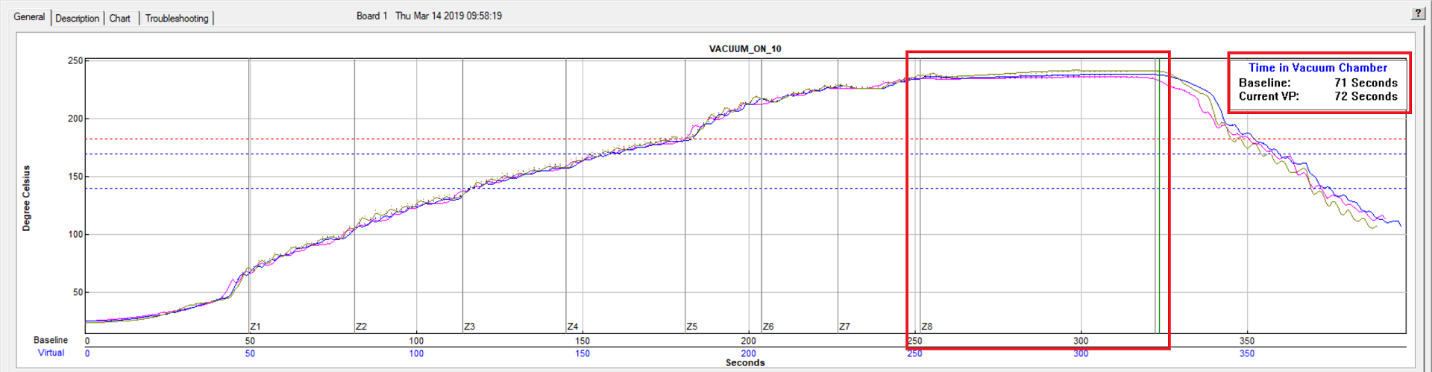 General Description Chart Troubleshooting Board 1 Thu Mar 14 2019 09:58:19 ?
VACUUM_ON_10
Time in Vacuum Chamber
Baseline: 71 Seconds
Current VP: 72 Seconds
Degree Celsius
250
200
150
100
50
Z1 Z2 Z3 Z4 Z5 Z6 Z7 Z8
Baseline 0 50 100 150 200 250 300 350
Virtual 0 50 100 150 200 250 300 350
Seconds